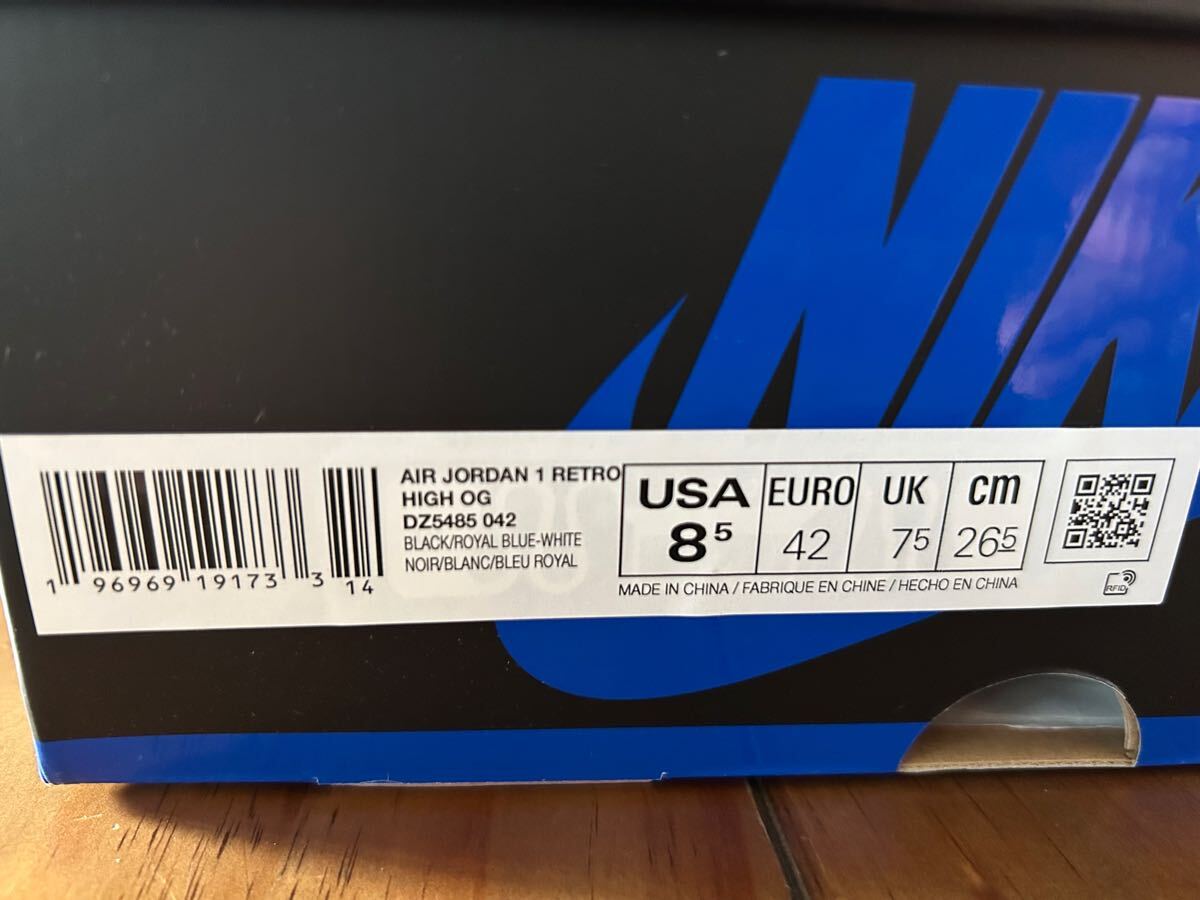 NIK
AIR JORDAN 1 RETRO
HIGH OG
DZ5485 042
BLACK/ROYAL BLUE-WHITE
NOIR/BLANC/BLEU ROYAL
1 96969 19173 3 14
USA EURO UK cm
8⁵ 42 7⁵ 26⁵
MADE IN CHINA / FABRIQUE EN CHINE / HECHO EN CHINA
RFID